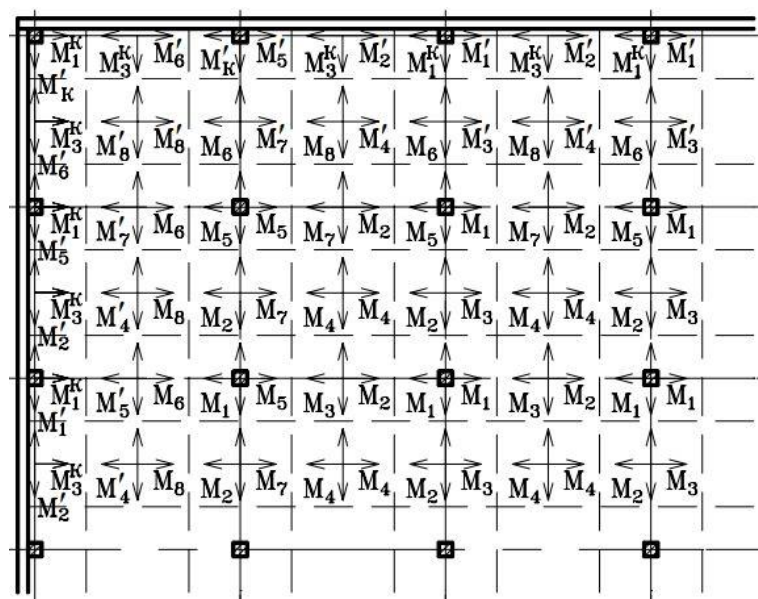 M₁ᴷ M₃ᴷ M₆′ M′ᴋ M₅′ M₃ᴷ M₂′ M₁ᴷ M₁′ M₃ᴷ M₂′ M₁ᴷ M₁′
M′ᴋ
M₃ᴷ M₈′ M₈′ M₆ M₇′ M₈ M₄′ M₆ M₃′ M₈ M₄′ M₆ M₃′
M₆′
M₁ᴷ M₇′ M₆ M₅ M₅ M₇ M₂ M₅ M₁ M₇ M₂ M₅ M₁
M₅′
M₃ᴷ M₄′ M₈ M₂ M₇ M₄ M₄ M₂ M₃ M₄ M₄ M₂ M₃
M₂′
M₁ᴷ M₅′ M₆ M₁ M₅ M₃ M₂ M₁ M₁ M₃ M₂ M₁ M₁
M₁′
M₃ᴷ M₄′ M₈ M₂ M₇ M₄ M₄ M₂ M₃ M₄ M₄ M₂ M₃
M₂′